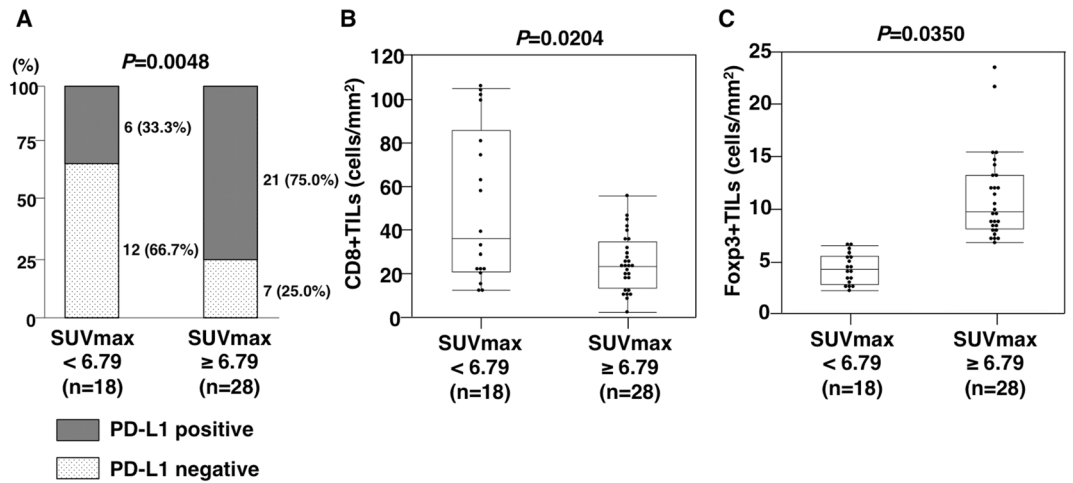 A
P=0.0048
(%)
100
75
50
25
0
6 (33.3%)
12 (66.7%)
21 (75.0%)
7 (25.0%)
SUVmax
< 6.79
(n=18)
SUVmax
≥ 6.79
(n=28)
PD-L1 positive
PD-L1 negative
B
P=0.0204
CD8+TILs (cells/mm²)
120
100
80
60
40
20
0
SUVmax
< 6.79
(n=18)
SUVmax
≥ 6.79
(n=28)
C
P=0.0350
Foxp3+TILs (cells/mm²)
25
20
15
10
5
0
SUVmax
< 6.79
(n=18)
SUVmax
≥ 6.79
(n=28)